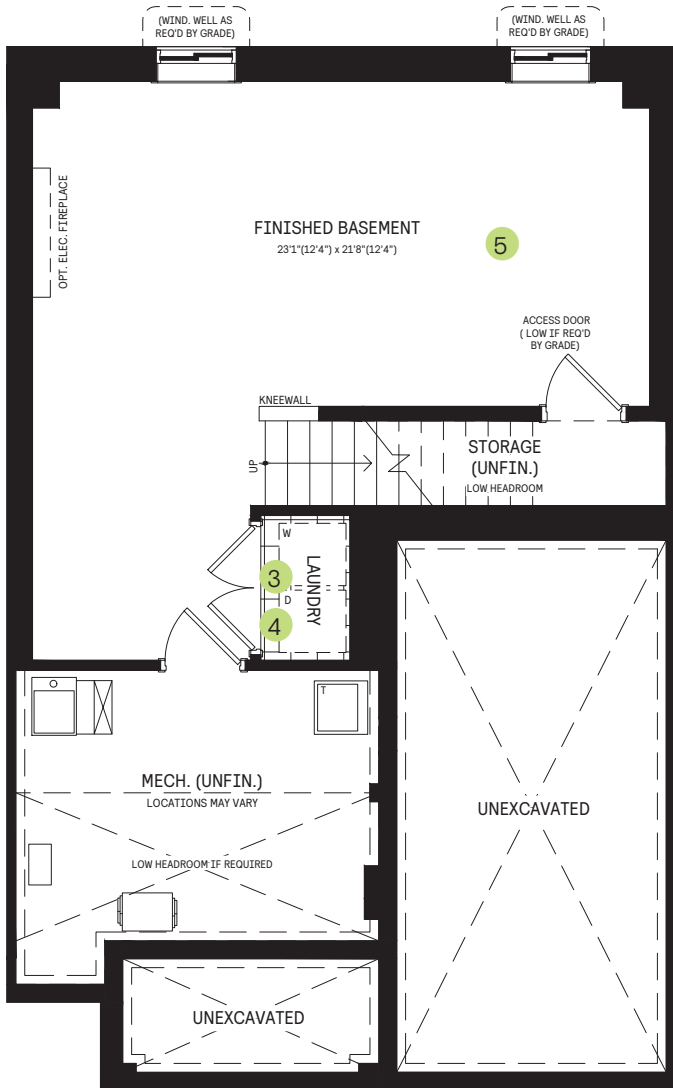 (WIND. WELL AS
REQ'D BY GRADE)
(WIND. WELL AS
REQ'D BY GRADE)
OPT. ELEC. FIREPLACE
FINISHED BASEMENT
23'1"(12'4") x 21'8"(12'4")
5
ACCESS DOOR
( LOW IF REQ'D
BY GRADE)
KNEEWALL
UP
STORAGE
(UNFIN.)
LOW HEADROOM
W
LAUNDRY
3
D
4
T
MECH. (UNFIN.)
LOCATIONS MAY VARY
LOW HEADROOM IF REQUIRED
UNEXCAVATED
UNEXCAVATED